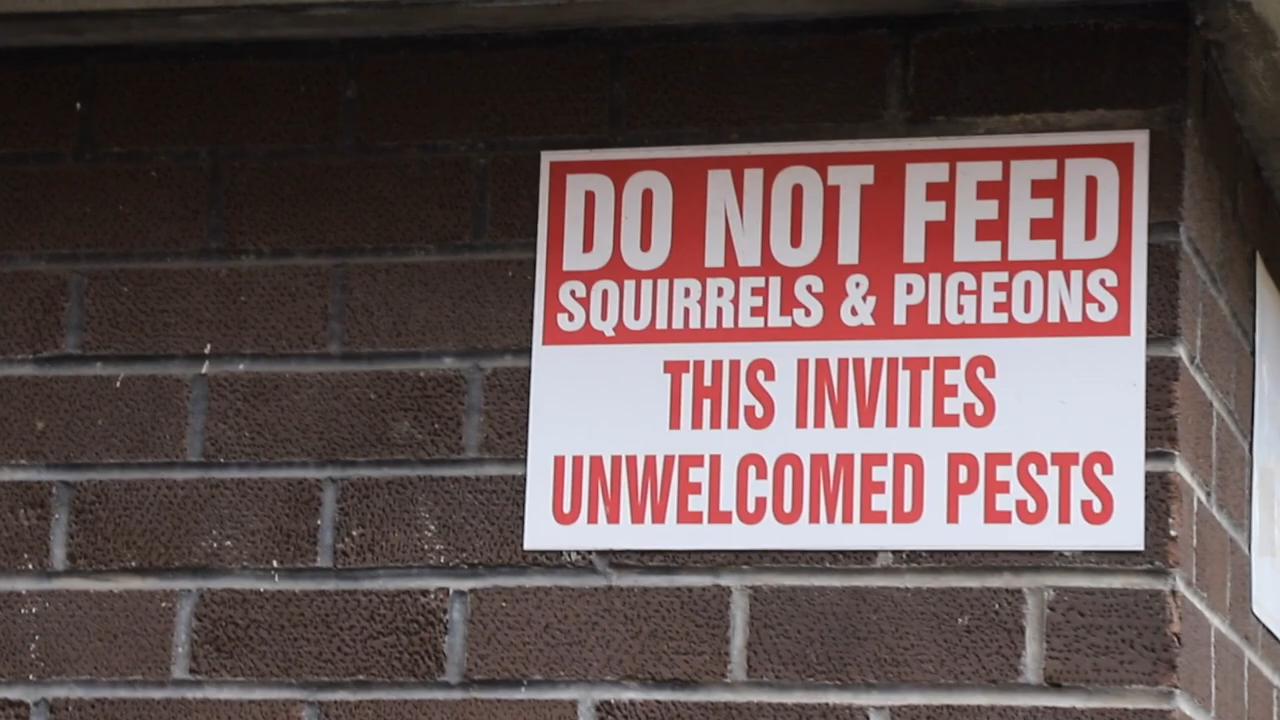 DO NOT FEED
SQUIRRELS & PIGEONS
THIS INVITES
UNWELCOMED PESTS